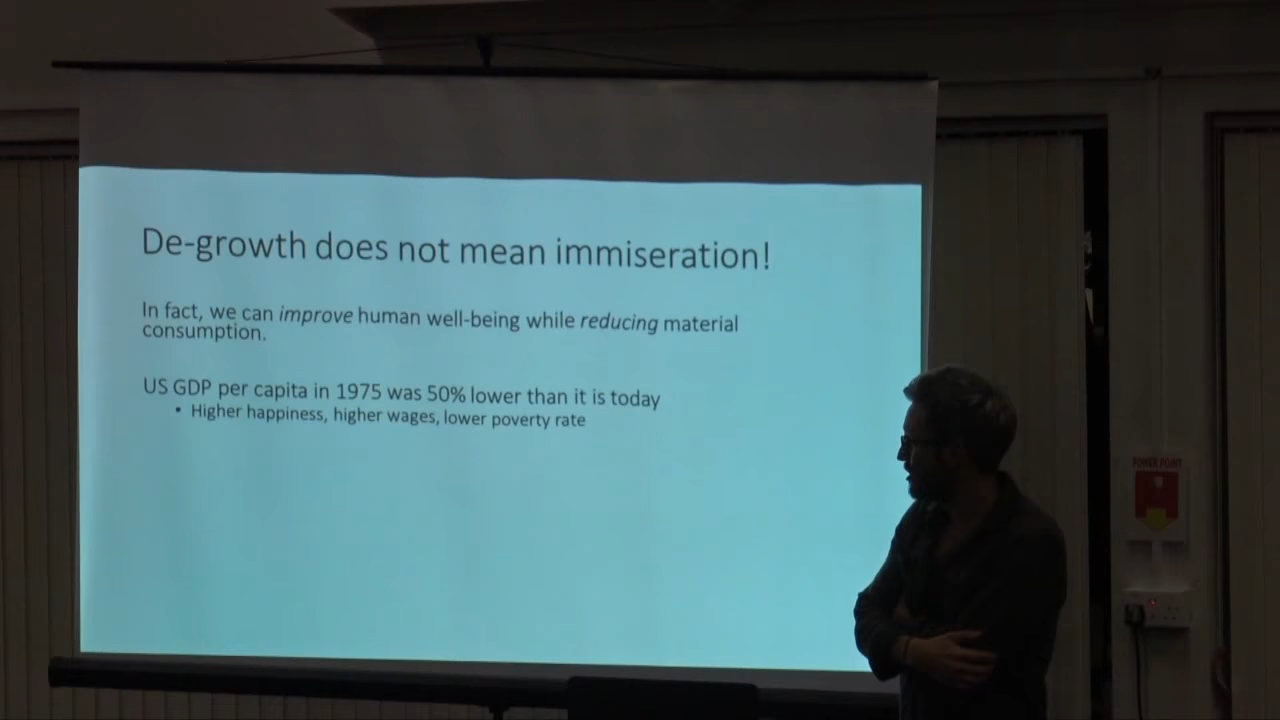 De-growth does not mean immiseration!
In fact, we can improve human well-being while reducing material
consumption.
US GDP per capita in 1975 was 50% lower than it is today
• Higher happiness, higher wages, lower poverty rate
POWER POINT